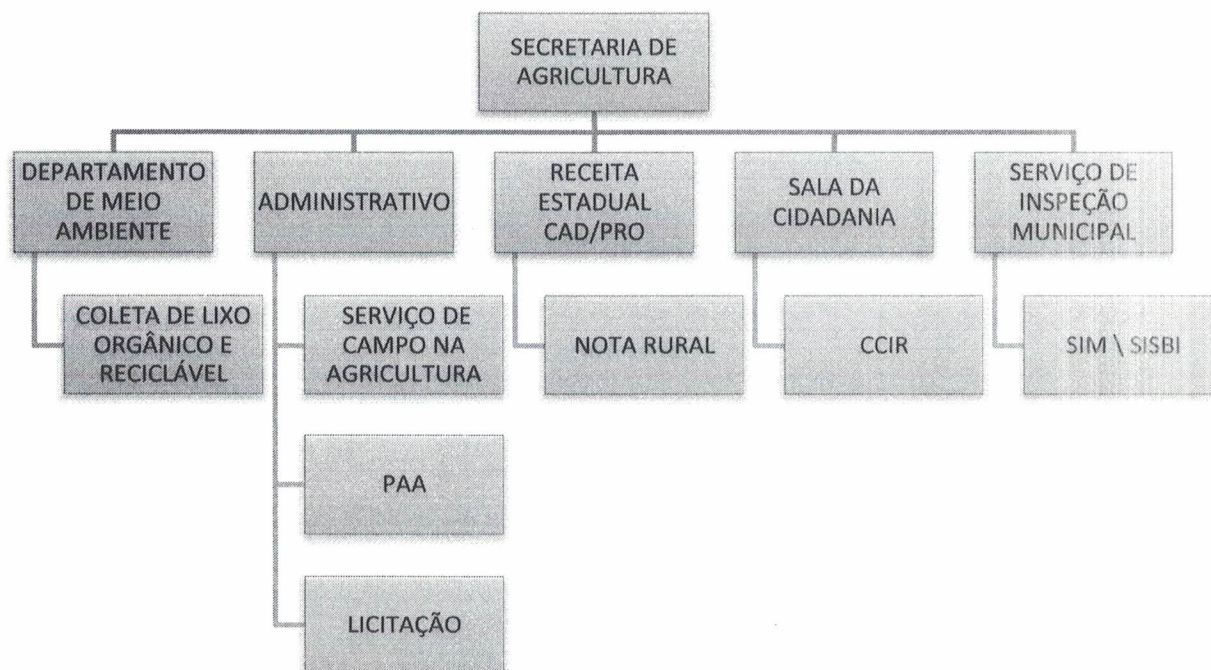 SECRETARIA DE
AGRICULTURA
DEPARTAMENTO
DE MEIO
AMBIENTE
ADMINISTRATIVO
RECEITA
ESTADUAL
CAD/PRO
SALA DA
CIDADANIA
SERVIÇO DE
INSPEÇÃO
MUNICIPAL
COLETA DE LIXO
ORGÂNICO E
RECICLÁVEL
SERVIÇO DE
CAMPO NA
AGRICULTURA
NOTA RURAL
CCIR
SIM \ SISBI
PAA
LICITAÇÃO